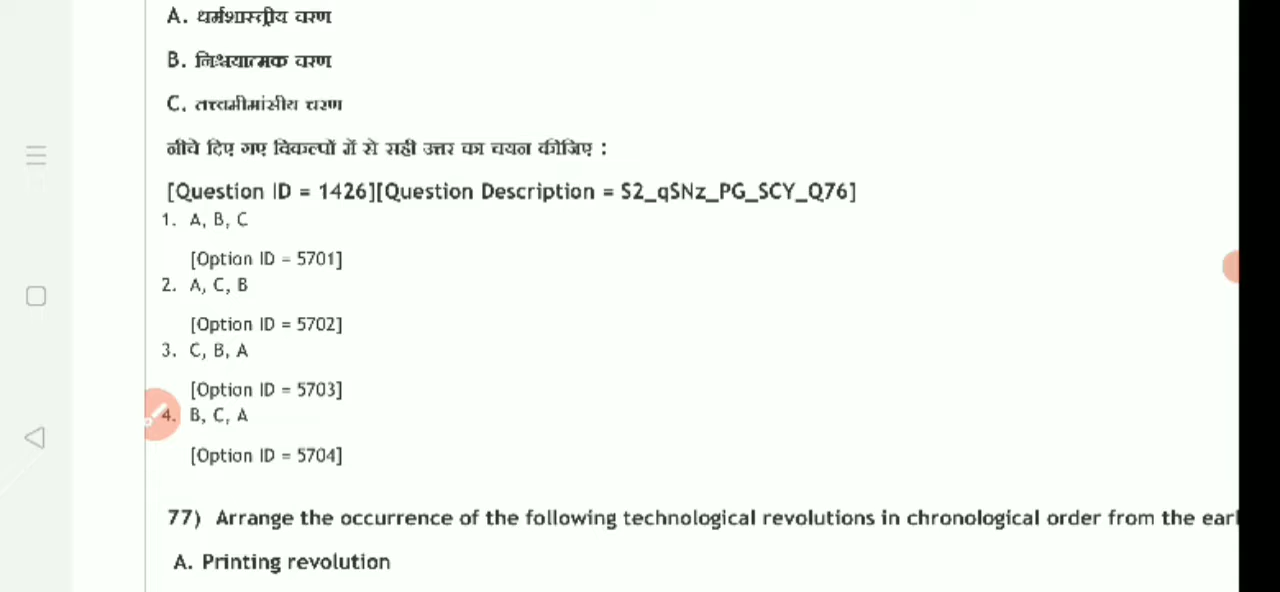 A. धर्मशास्त्रीय चरण
B. निश्चयात्मक चरण
C. तत्त्वमीमांसीय चरण
नीचे दिए गए विकल्पों में से सही उत्तर का चयन कीजिए :
[Question ID = 1426][Question Description = S2_qSNz_PG_SCY_Q76]
1. A, B, C
[Option ID = 5701]
2. A, C, B
[Option ID = 5702]
3. C, B, A
[Option ID = 5703]
4. B, C, A
[Option ID = 5704]
77) Arrange the occurrence of the following technological revolutions in chronological order from the earl
A. Printing revolution